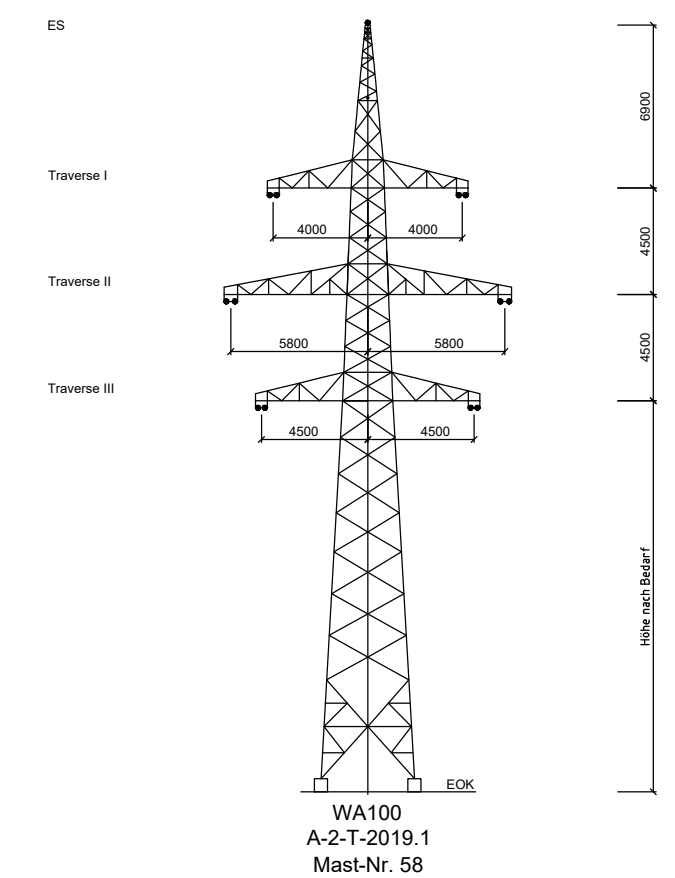 ES
6900
Traverse I
4000 4000
4500
Traverse II
5800 5800
4500
Traverse III
4500 4500
Höhe nach Bedarf
EOK
WA100
A-2-T-2019.1
Mast-Nr. 58